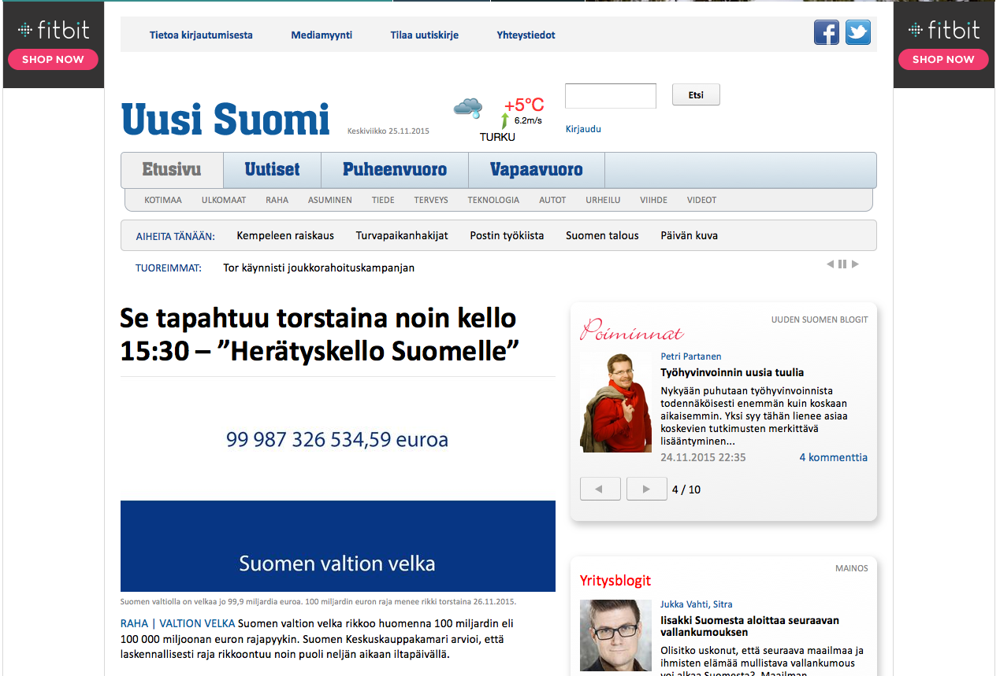 fitbit
SHOP NOW
fitbit
SHOP NOW
Tietoa kirjautumisesta Mediamyynti Tilaa uutiskirje Yhteystiedot
Uusi Suomi
Keskiviikko 25.11.2015
+5°C
6.2m/s
TURKU
Etsi
Kirjaudu
Etusivu Uutiset Puheenvuoro Vapaavuoro
KOTIMAA ULKOMAAT RAHA ASUMINEN TIEDE TERVEYS TEKNOLOGIA AUTOT URHEILU VIIHDE VIDEOT
AIHEITA TÄNÄÄN: Kempeleen raiskaus Turvapaikanhakijat Postin työkiista Suomen talous Päivän kuva
TUOREIMMAT: Tor käynnisti joukkorahoituskampanjan
Se tapahtuu torstaina noin kello
15:30 – ”Herätyskello Suomelle”
99 987 326 534,59 euroa
Suomen valtion velka
Suomen valtiolla on velkaa jo 99,9 miljardia euroa. 100 miljardin euron raja menee rikki torstaina 26.11.2015.
RAHA | VALTION VELKA Suomen valtion velka rikkoo huomenna 100 miljardin eli
100 000 miljoonan euron rajapyykin. Suomen Keskuskauppakamari arvioi, että
laskennallisesti raja rikkoontuu noin puoli neljän aikaan iltapäivällä.
Poiminnat
UUDEN SUOMEN BLOGIT
Petri Partanen
Työhyvinvoinnin uusia tuulia
Nykyään puhutaan työhyvinvoinnista
todennäköisesti enemmän kuin koskaan
aikaisemmin. Yksi syy tähän lienee asiaa
koskevien tutkimusten merkittävä
lisääntyminen...
24.11.2015 22:35 4 kommenttia
4 / 10
MAINOS
Yritysblogit
Jukka Vahti, Sitra
Iisakki Suomesta aloittaa seuraavan
vallankumouksen
Olisitko uskonut, että seuraava maailmaa ja
ihmisten elämää mullistava vallankumous
voi alkaa Suomesta? Maailman